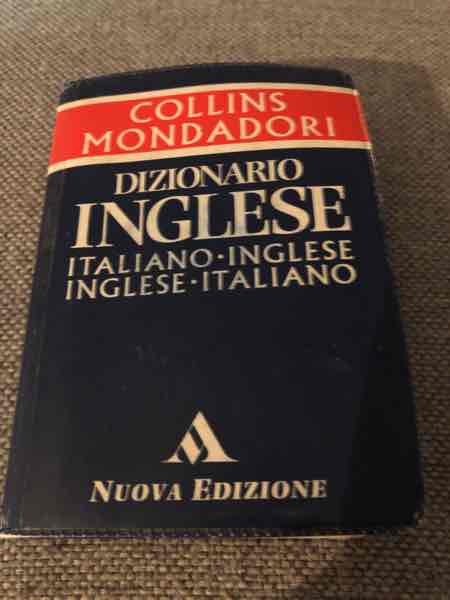 COLLINS
MONDADORI
DIZIONARIO
INGLESE
ITALIANO·INGLESE
INGLESE·ITALIANO
NUOVA EDIZIONE